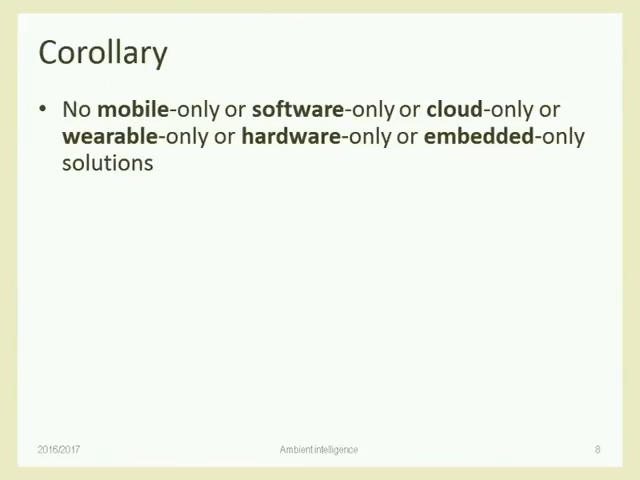 Corollary
• No mobile-only or software-only or cloud-only or
wearable-only or hardware-only or embedded-only
solutions
2016/2017
Ambient intelligence
8